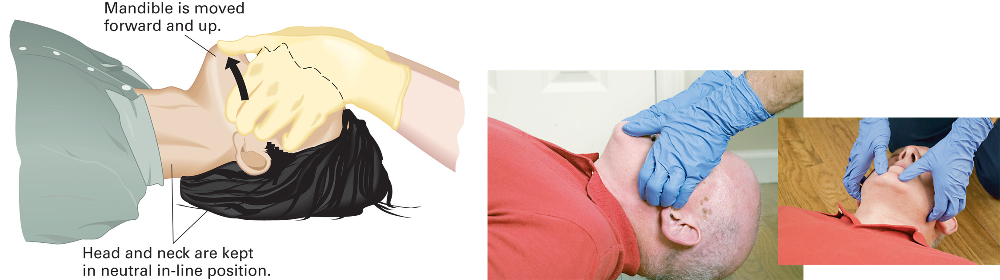 Mandible is moved
forward and up.
Head and neck are kept
in neutral in-line position.